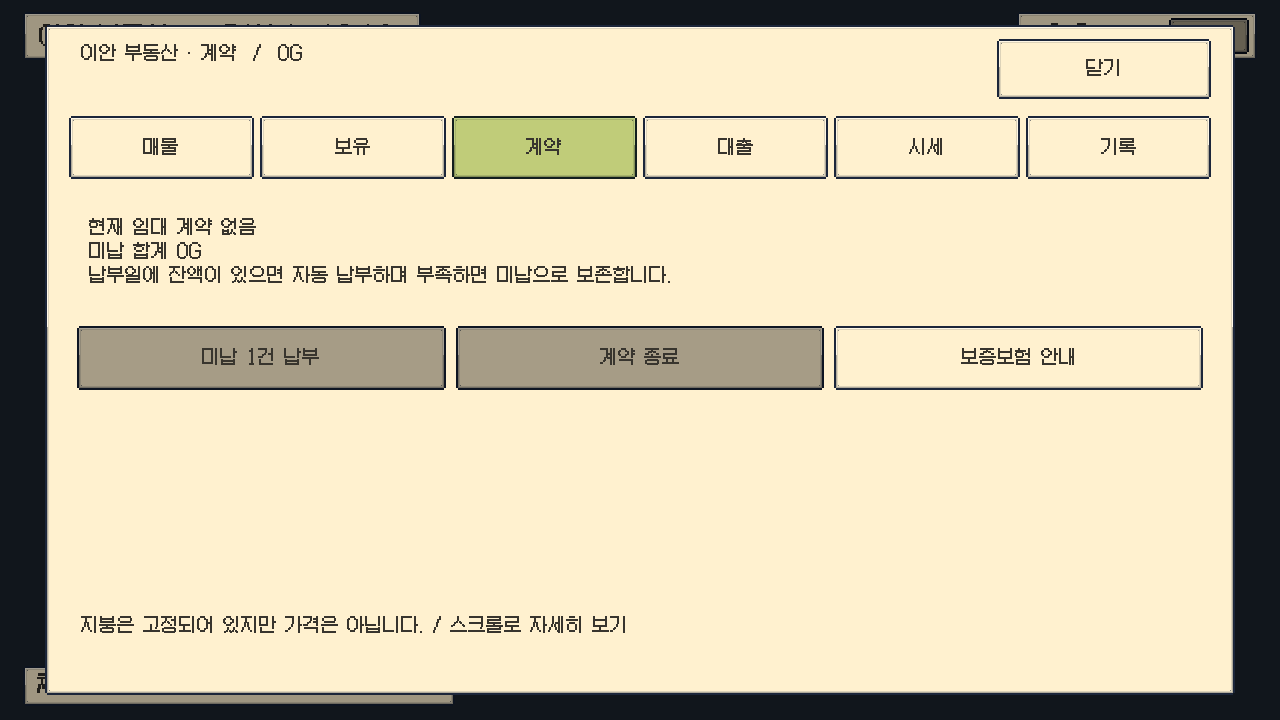 이안 부동산 · 계약 / 0G
닫기
매물
보유
계약
대출
시세
기록
현재 임대 계약 없음
미납 합계 0G
납부일에 잔액이 있으면 자동 납부하며 부족하면 미납으로 보존합니다.
미납 1건 납부
계약 종료
보증보험 안내
지붕은 고정되어 있지만 가격은 아닙니다. / 스크롤로 자세히 보기